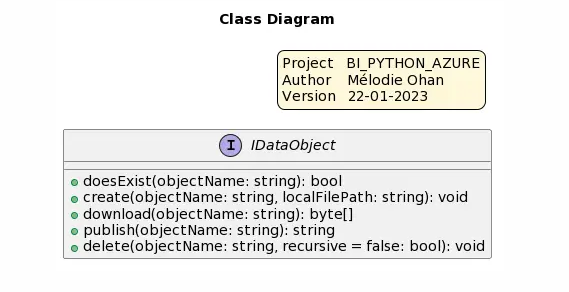 Class Diagram
Project BI_PYTHON_AZURE
Author Mélodie Ohan
Version 22-01-2023
I IDataObject
doesExist(objectName: string): bool
create(objectName: string, localFilePath: string): void
download(objectName: string): byte[]
publish(objectName: string): string
delete(objectName: string, recursive = false: bool): void